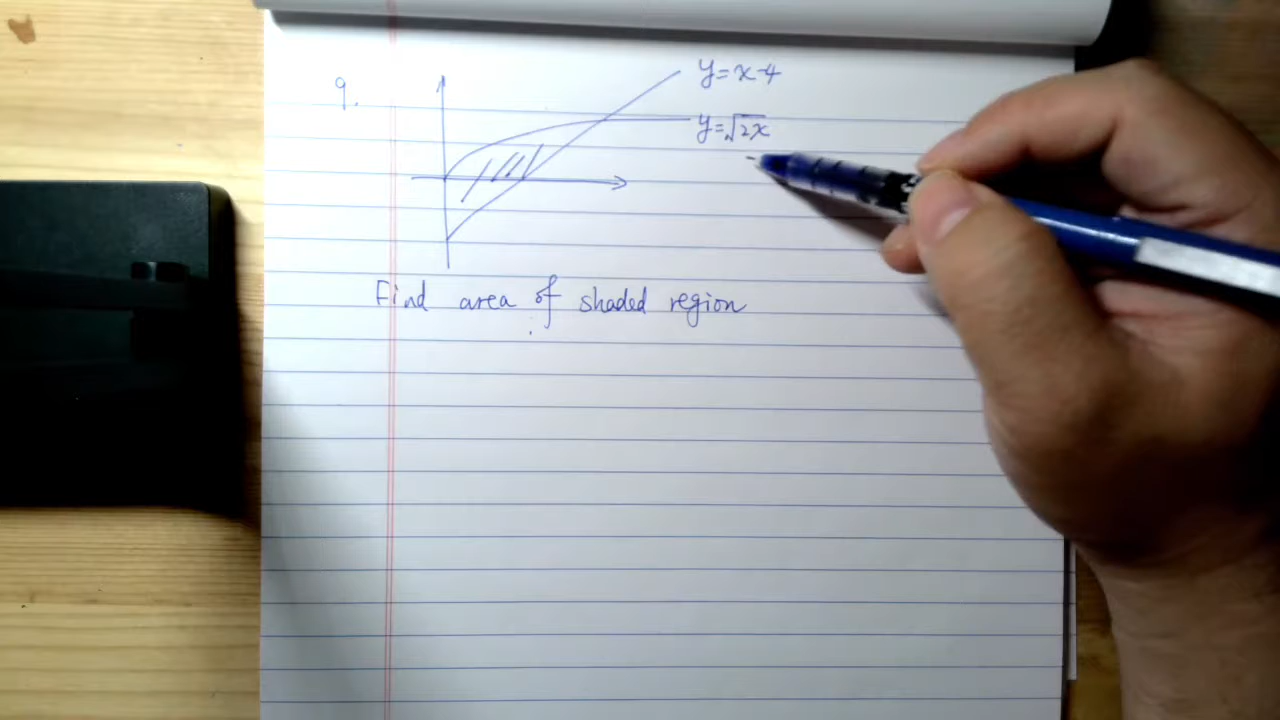 9.
y=x-4
y=√2x
Find area of shaded region